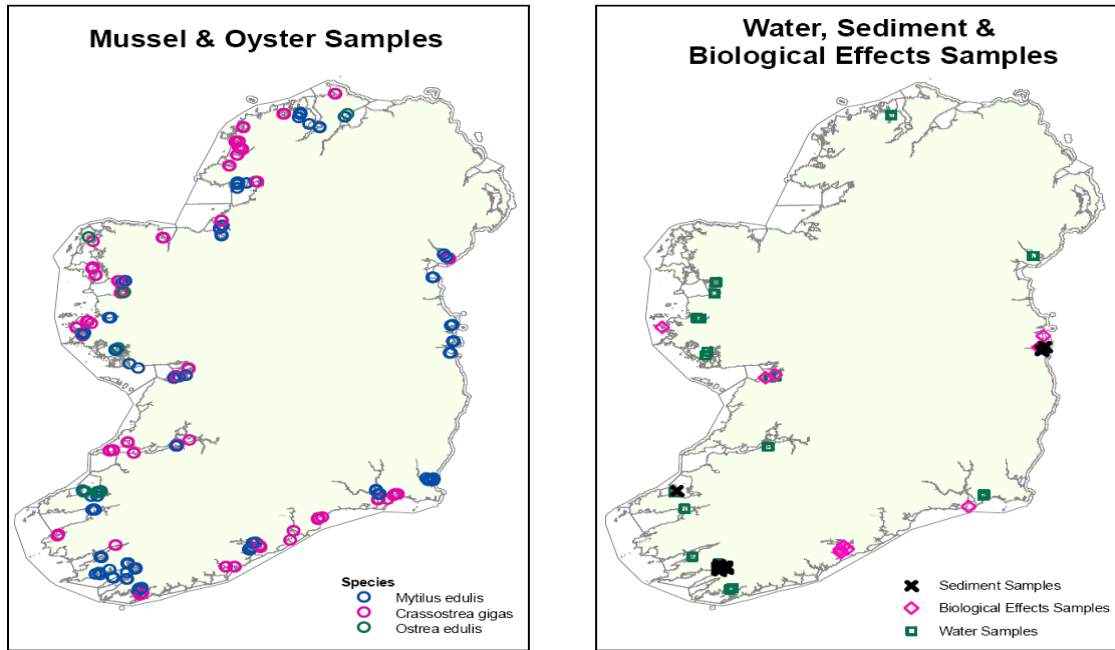 Mussel & Oyster Samples
Species
Mytilus edulis
Crassostrea gigas
Ostrea edulis
Water, Sediment &
Biological Effects Samples
Sediment Samples
Biological Effects Samples
Water Samples